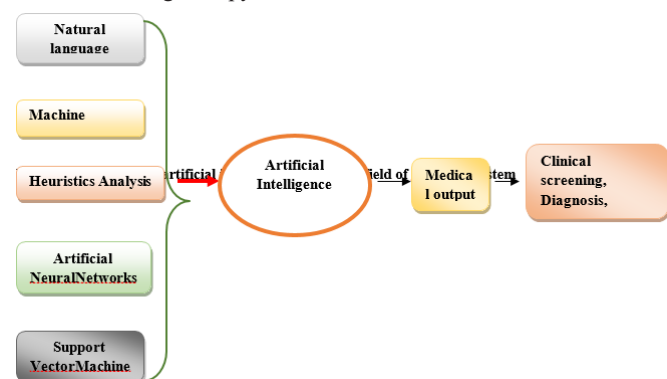 Natural
language
Machine
Heuristics Analysis
Artificial
NeuralNetworks
Support
VectorMachine
artificial
Artificial
Intelligence
field of
stem
Medica
l output
Clinical
screening,
Diagnosis,